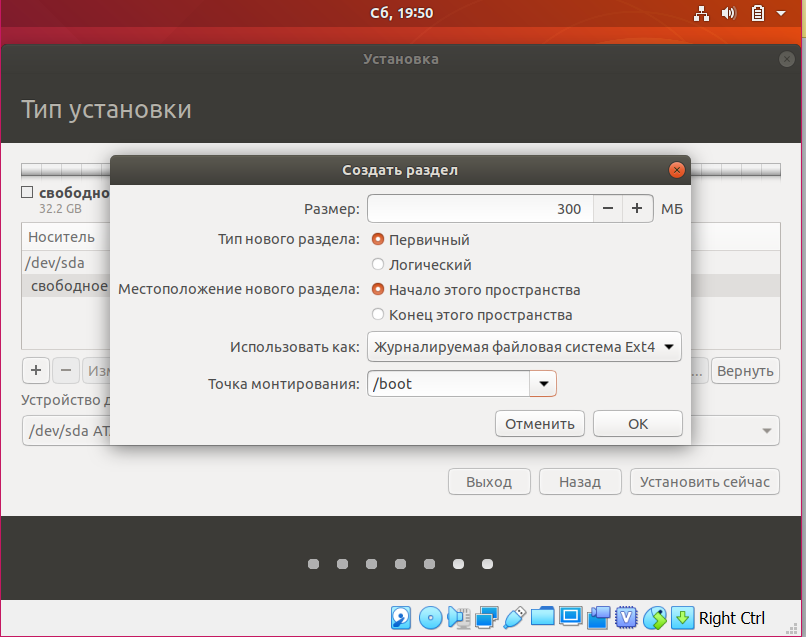 Сб, 19:50
Установка
Тип установки
Создать раздел
свободно
32.2 GB
Размер: 300 МБ
Носитель
Тип нового раздела: Первичный
/dev/sda
Логический
свободное
Местоположение нового раздела: Начало этого пространства
Конец этого пространства
Использовать как: Журналируемая файловая система Ext4
+ − Изм ... Вернуть
Точка монтирования: /boot
Устройство д
Отменить OK
/dev/sda AT
Выход Назад Установить сейчас
Right Ctrl